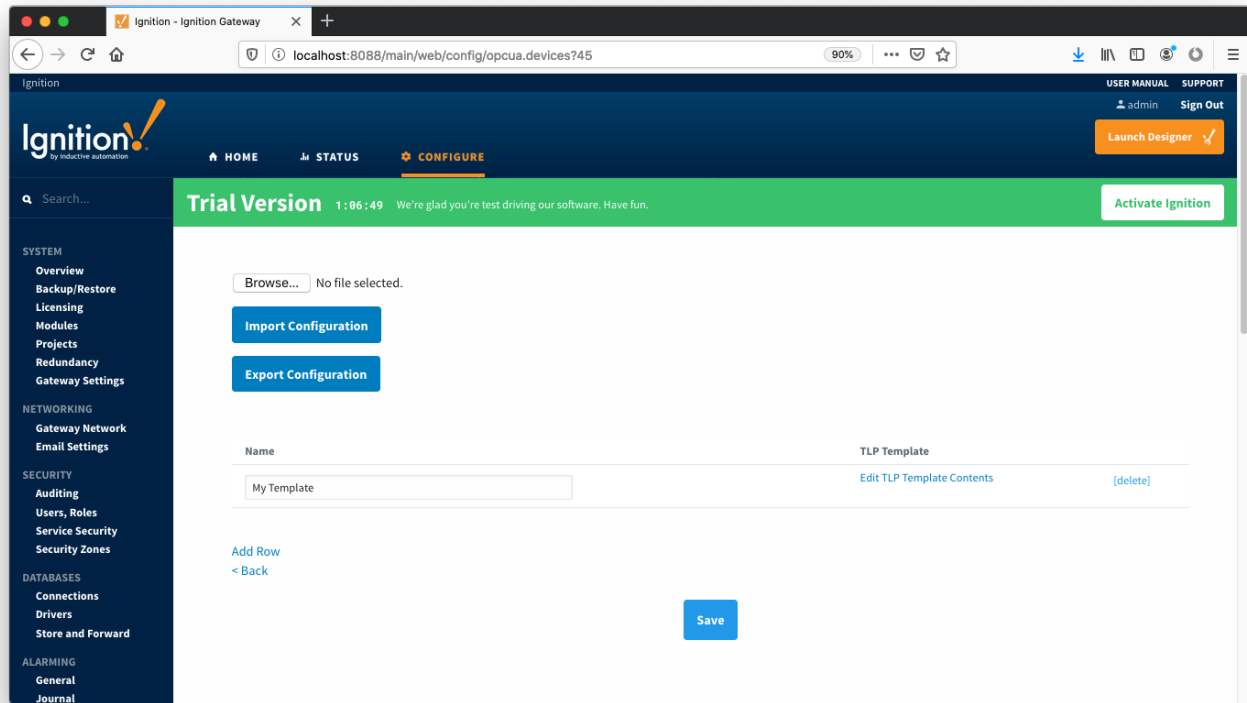 Ignition - Ignition Gateway
localhost:8088/main/web/config/opcua.devices?45
90%
Ignition
USER MANUAL SUPPORT
admin Sign Out
Ignition!
by inductive automation
Launch Designer
HOME STATUS CONFIGURE
Search...
Trial Version 1:06:49 We're glad you're test driving our software. Have fun.
Activate Ignition
SYSTEM
Overview
Backup/Restore
Licensing
Modules
Projects
Redundancy
Gateway Settings
NETWORKING
Gateway Network
Email Settings
SECURITY
Auditing
Users, Roles
Service Security
Security Zones
DATABASES
Connections
Drivers
Store and Forward
ALARMING
General
Journal
Browse... No file selected.
Import Configuration
Export Configuration
Name TLP Template
My Template Edit TLP Template Contents [delete]
Add Row
< Back
Save